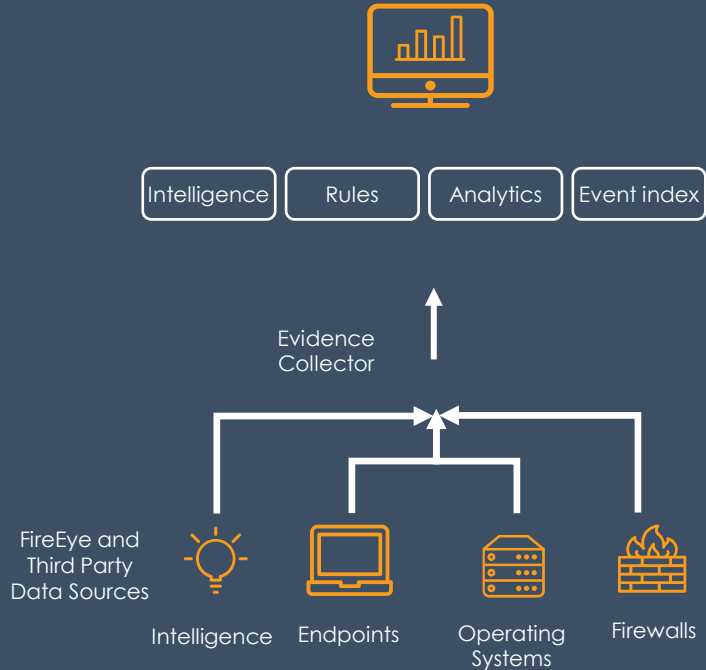 Intelligence
Rules
Analytics
Event index
Evidence
Collector
FireEye and
Third Party
Data Sources
Intelligence
Endpoints
Operating
Systems
Firewalls